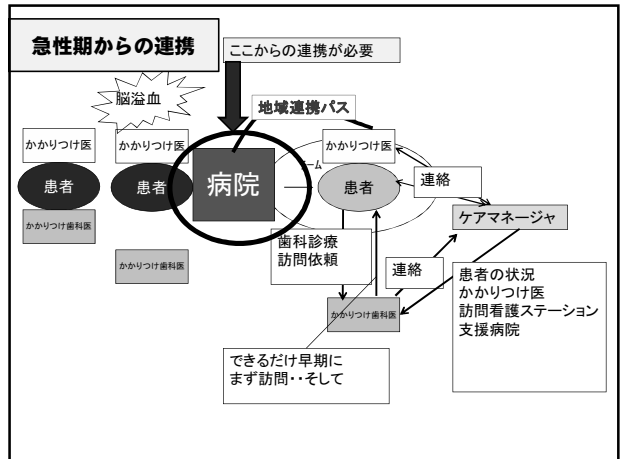 急性期からの連携
ここからの連携が必要
脳溢血
地域連携パス
かかりつけ医
かかりつけ医
かかりつけ医
患者
患者
病院
ーム
患者
連絡
かかりつけ歯科医
ケアマネージャ
かかりつけ歯科医
歯科診療
訪問依頼
連絡
患者の状況
かかりつけ医
訪問看護ステーション
支援病院
かかりつけ歯科医
できるだけ早期に
まず訪問・・そして